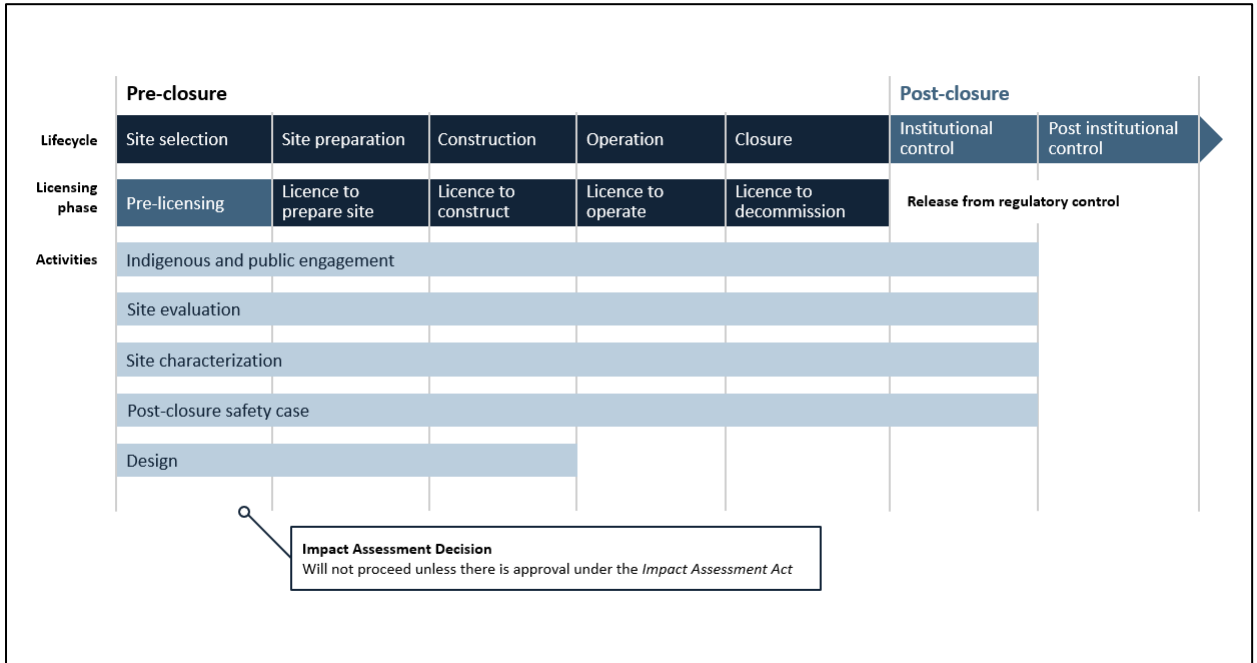 Pre-closure
Post-closure
Lifecycle
Site selection
Site preparation
Construction
Operation
Closure
Institutional
control
Post institutional
control
Licensing
phase
Pre-licensing
Licence to
prepare site
Licence to
construct
Licence to
operate
Licence to
decommission
Release from regulatory control
Activities
Indigenous and public engagement
Site evaluation
Site characterization
Post-closure safety case
Design
Impact Assessment Decision
Will not proceed unless there is approval under the Impact Assessment Act